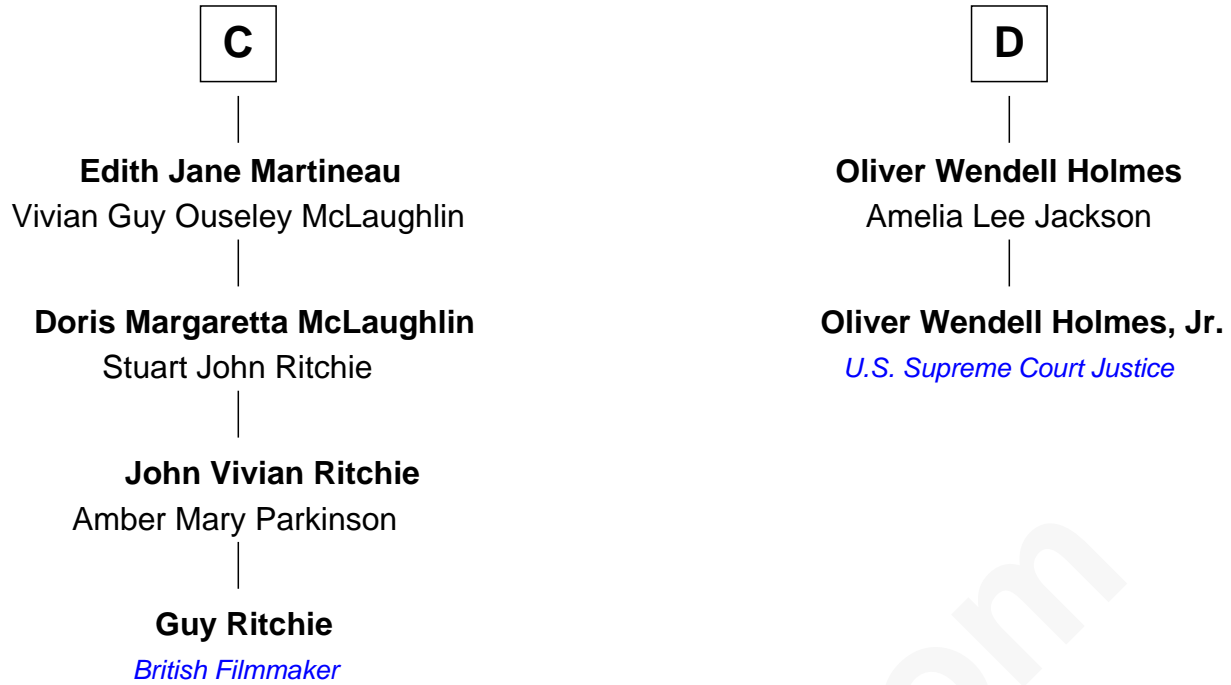 C
Edith Jane Martineau
Vivian Guy Ouseley McLaughlin
Doris Margaretta McLaughlin
Stuart John Ritchie
John Vivian Ritchie
Amber Mary Parkinson
Guy Ritchie
British Filmmaker
D
Oliver Wendell Holmes
Amelia Lee Jackson
Oliver Wendell Holmes, Jr.
U.S. Supreme Court Justice
om